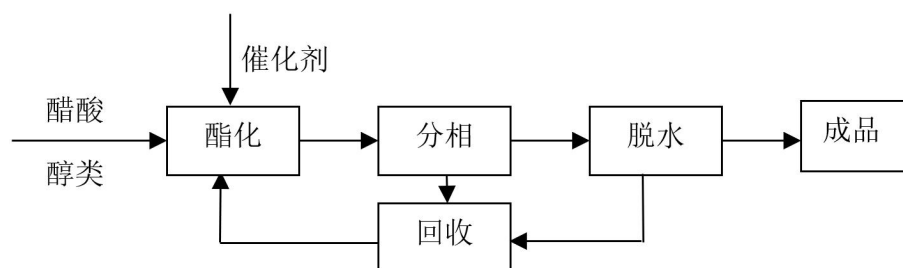 催化剂
醋酸
醇类
酯化
分相
脱水
成品
回收